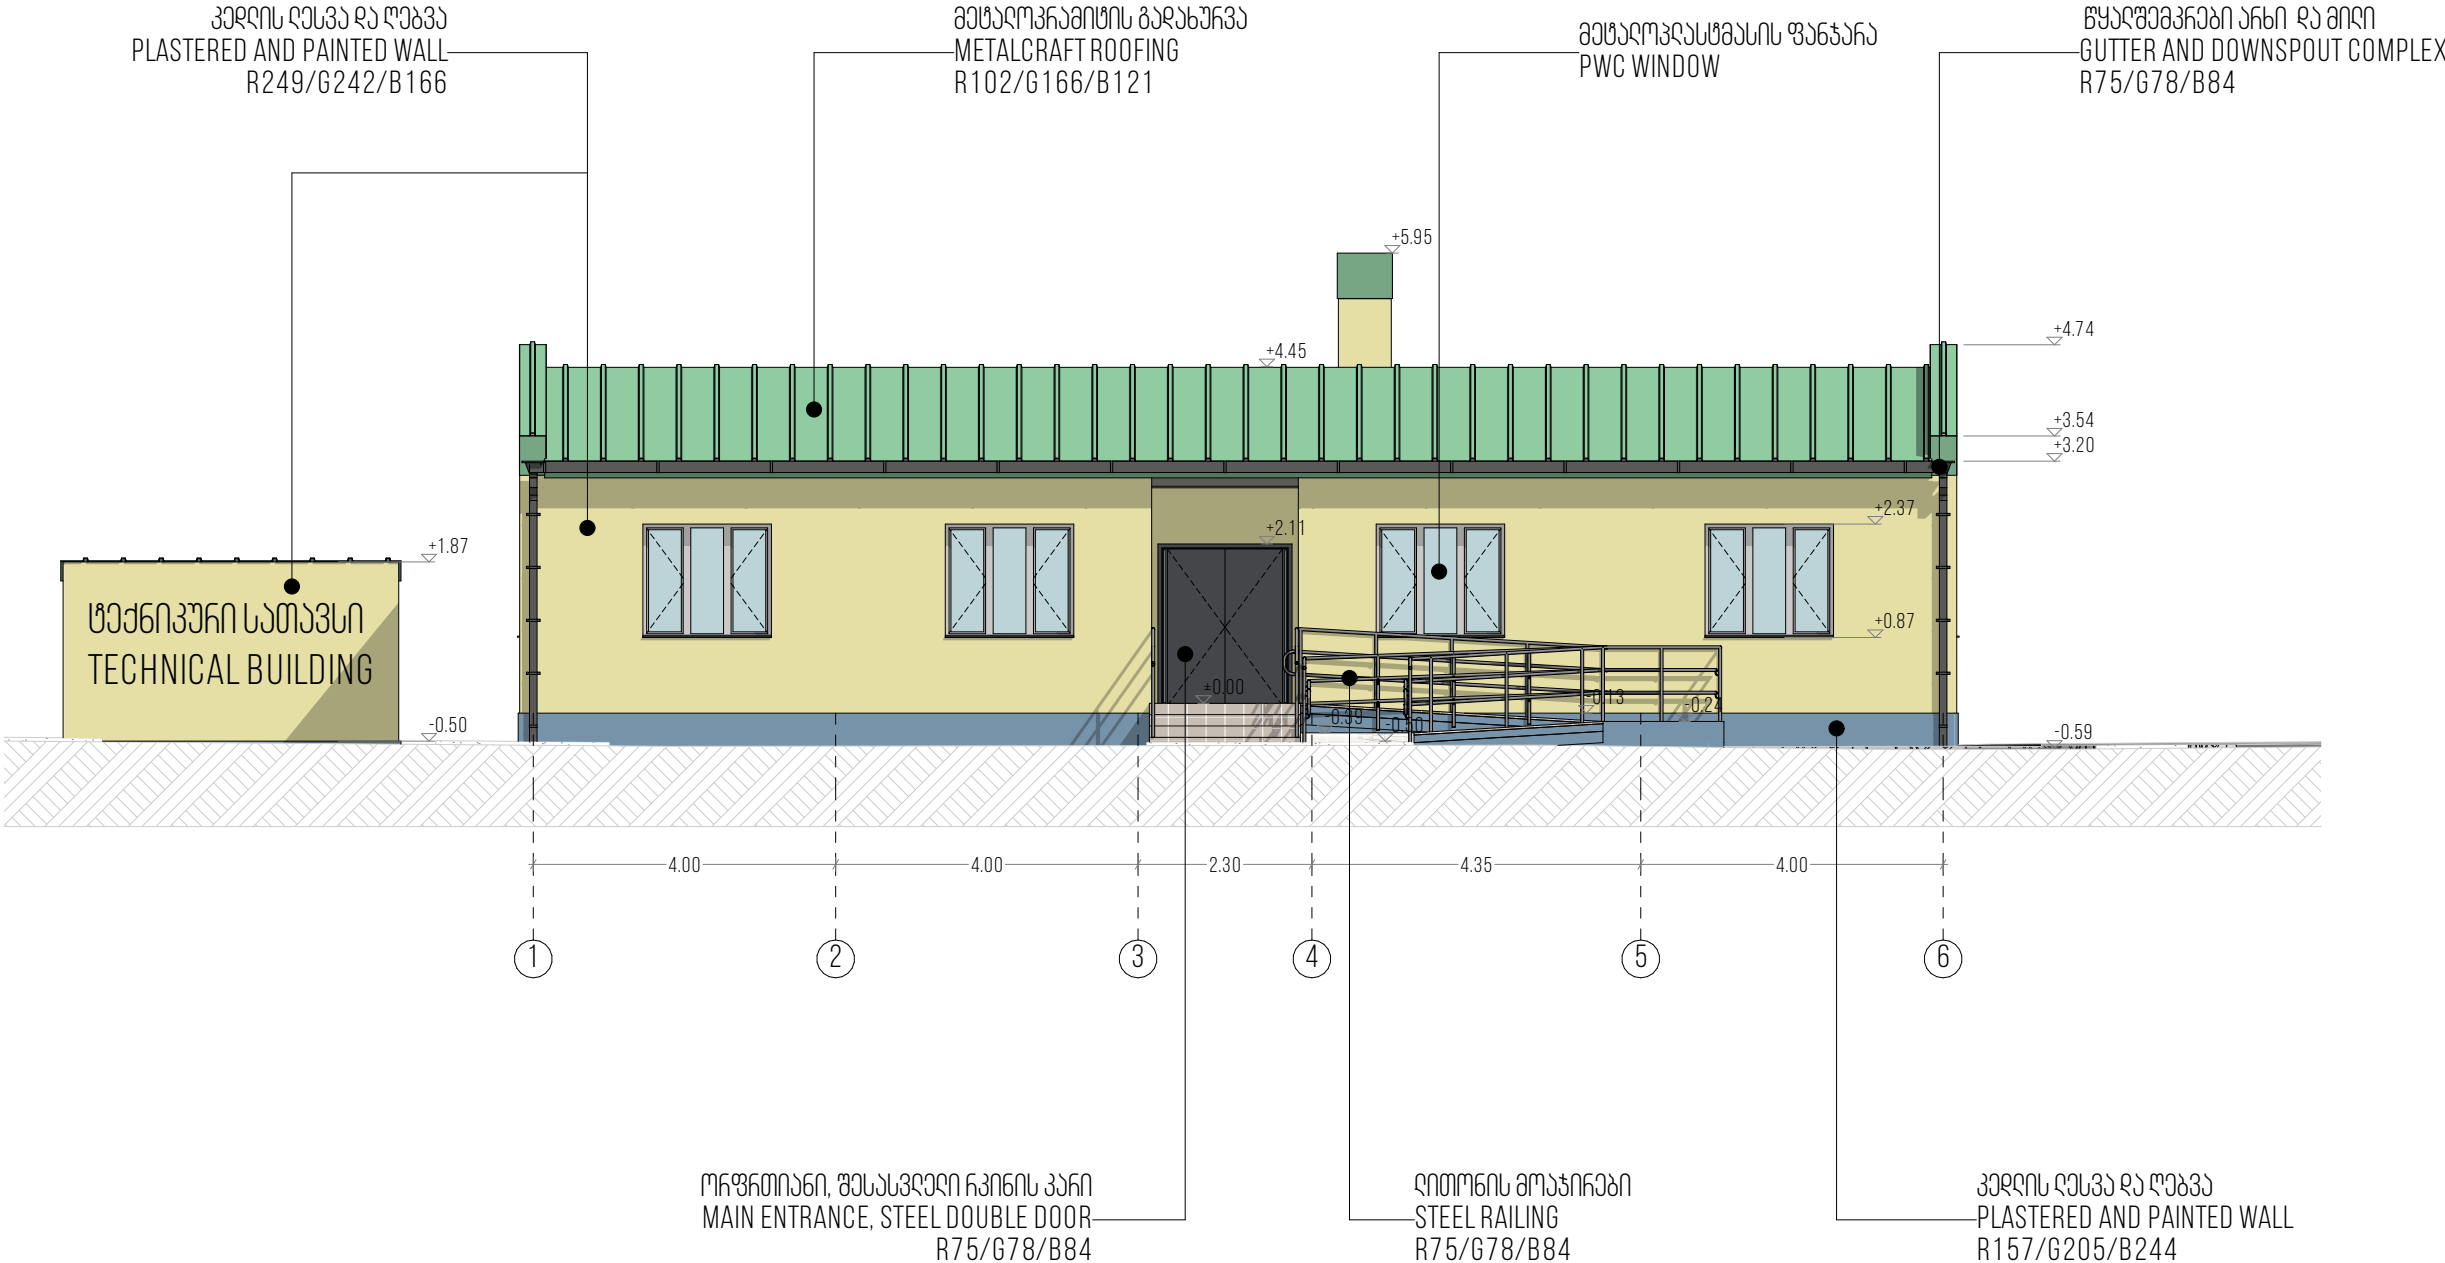 კედლის ლესვა და ღებვა
PLASTERED AND PAINTED WALL
R249/G242/B166
მეტალოკრამიტის გადახურვა
METALCRAFT ROOFING
R102/G166/B121
მეტალოპლასტმასის ფანჯარა
PWC WINDOW
წყალშემკრები არხი და მილი
GUTTER AND DOWNSPOUT COMPLEX
R75/G78/B84
+5.95
+4.74
+4.45
+3.54
+3.20
+2.37
+2.11
+1.87
ტექნიკური სათავსი
TECHNICAL BUILDING
+0.87
±0.00
-0.13
-0.24
-0.39
-0.50
-0.50
-0.59
4.00
4.00
2.30
4.35
4.00
1
2
3
4
5
6
ორფრთიანი, შესასვლელი რკინის კარი
MAIN ENTRANCE, STEEL DOUBLE DOOR
R75/G78/B84
ლითონის მოაჯირები
STEEL RAILING
R75/G78/B84
კედლის ლესვა და ღებვა
PLASTERED AND PAINTED WALL
R157/G205/B244